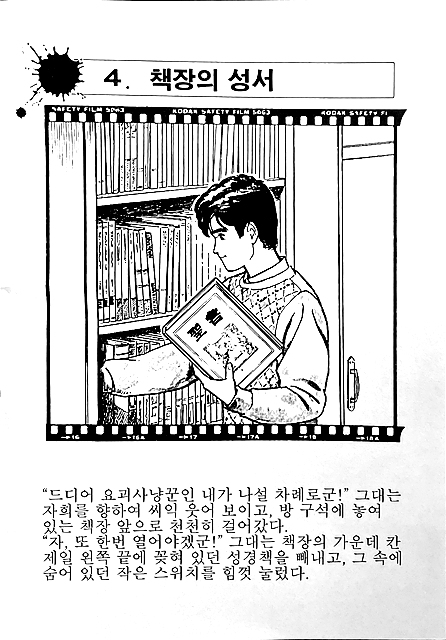 4. 책장의 성서
SAFETY FILM 5063 KODAK SAFETY FILM 5063 KODAK SAFETY FI
聖書
16 16A 17 17A 18 18A
“드디어 요괴사냥꾼인 내가 나설 차례로군!” 그대는
자희를 향하여 씨익 웃어 보이고, 방 구석에 놓여
있는 책장 앞으로 천천히 걸어갔다.
“자, 또 한번 열어야겠군!” 그대는 책장의 가운데 칸
제일 왼쪽 끝에 꽂혀 있던 성경책을 빼내고, 그 속에
숨어 있던 작은 스위치를 힘껏 눌렀다.